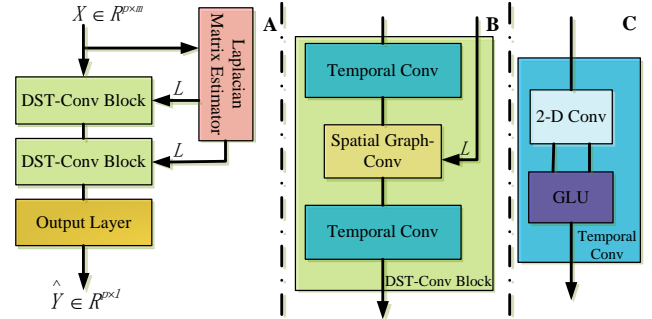 X ∈ R^{p×m}
A
Laplacian
Matrix Estimator
DST-Conv Block
L
DST-Conv Block
L
Output Layer
Ŷ ∈ R^{p×1}
B
Temporal Conv
Spatial Graph-
Conv
L
Temporal Conv
DST-Conv Block
C
2-D Conv
GLU
Temporal
Conv